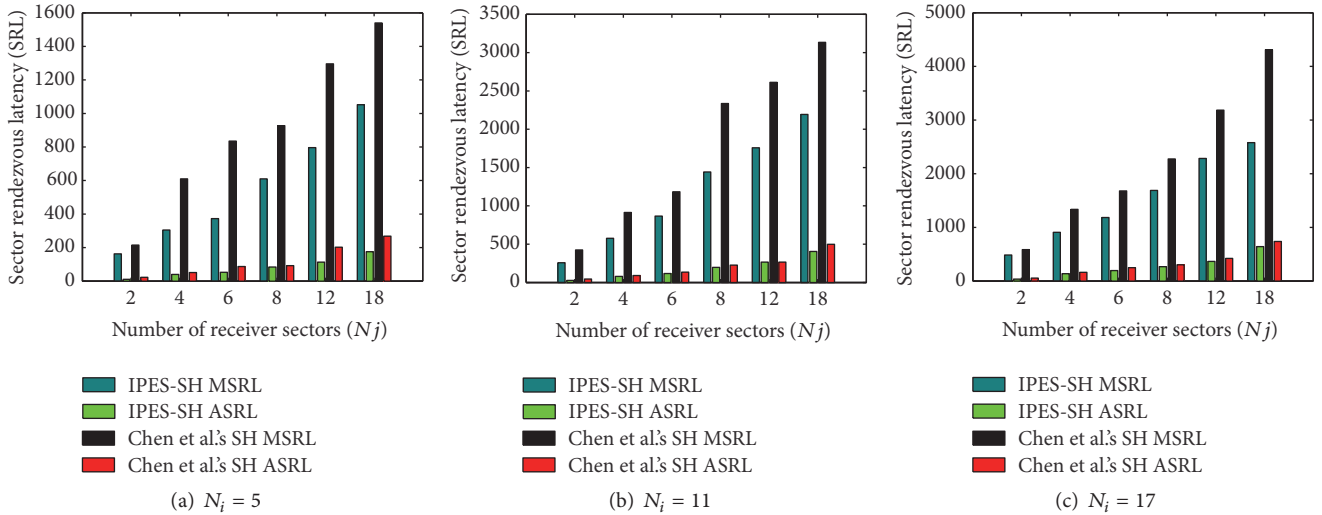 Sector rendezvous latency (SRL)
1600
1400
1200
1000
800
600
400
200
0
2 4 6 8 12 18
Number of receiver sectors (Nj)
IPES-SH MSRL
IPES-SH ASRL
Chen et al.'s SH MSRL
Chen et al.'s SH ASRL
(a) Ni = 5
Sector rendezvous latency (SRL)
3500
3000
2500
2000
1500
1000
500
0
2 4 6 8 12 18
Number of receiver sectors (Nj)
IPES-SH MSRL
IPES-SH ASRL
Chen et al.'s SH MSRL
Chen et al.'s SH ASRL
(b) Ni = 11
Sector rendezvous latency (SRL)
5000
4000
3000
2000
1000
0
2 4 6 8 12 18
Number of receiver sectors (Nj)
IPES-SH MSRL
IPES-SH ASRL
Chen et al.'s SH MSRL
Chen et al.'s SH ASRL
(c) Ni = 17